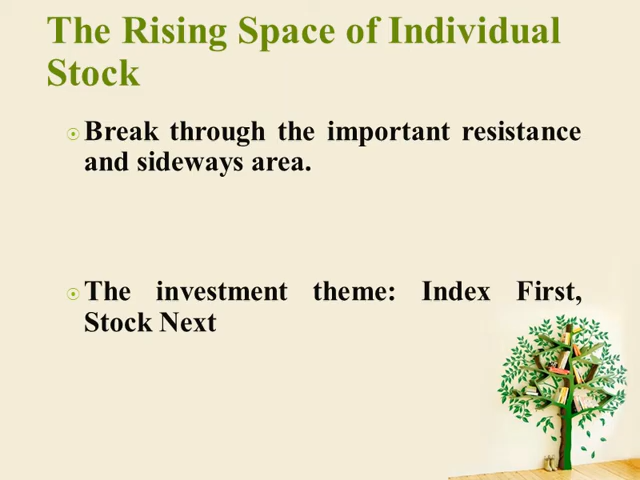 The Rising Space of Individual
Stock
Break through the important resistance
and sideways area.
The investment theme: Index First,
Stock Next